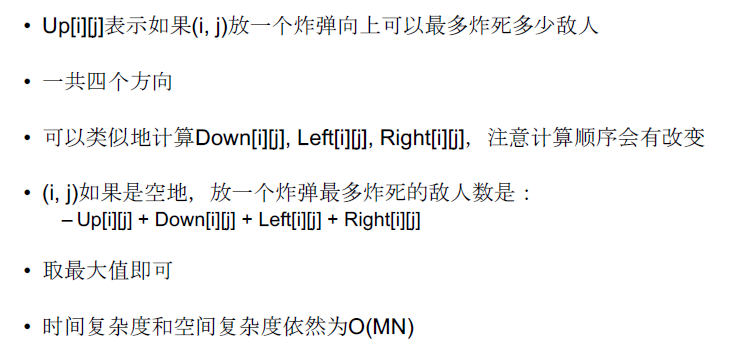 • Up[i][j]表示如果(i, j)放一个炸弹向上可以最多炸死多少敌人
• 一共四个方向
• 可以类似地计算Down[i][j], Left[i][j], Right[i][j]，注意计算顺序会有改变
• (i, j)如果是空地，放一个炸弹最多炸死的敌人数是：
– Up[i][j] + Down[i][j] + Left[i][j] + Right[i][j]
• 取最大值即可
• 时间复杂度和空间复杂度依然为O(MN)